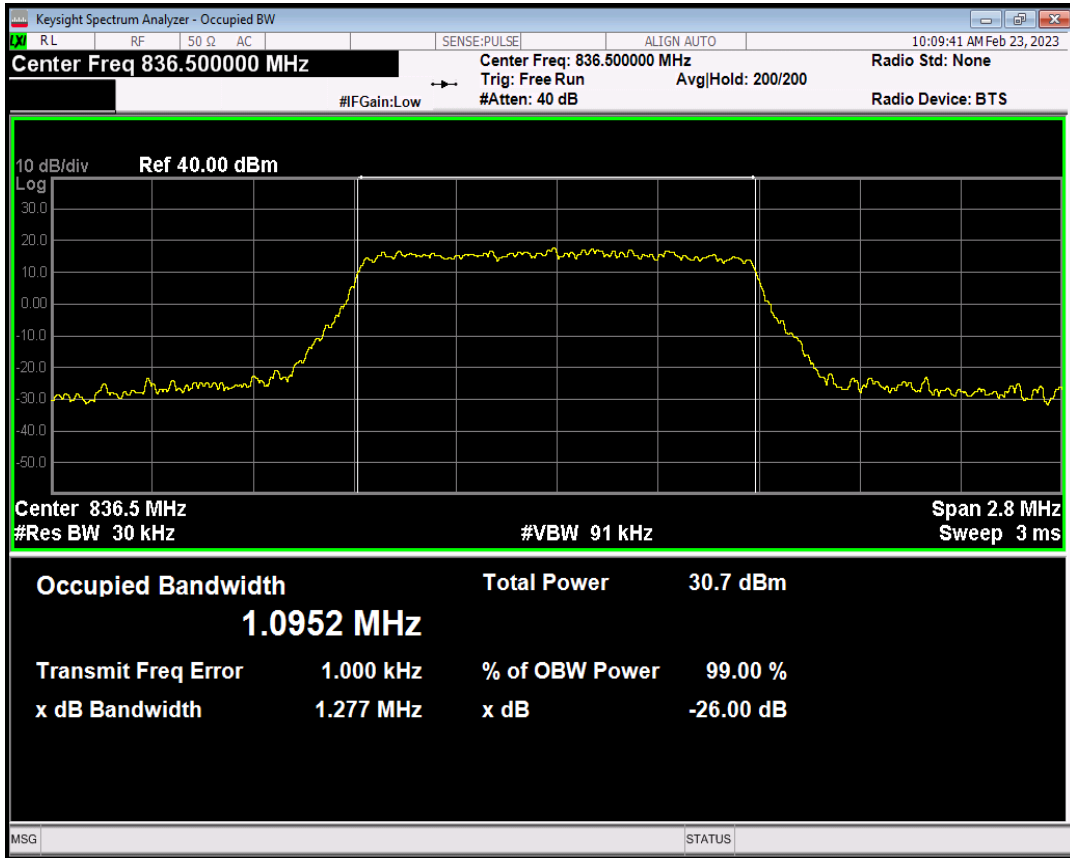 Keysight Spectrum Analyzer - Occupied BW
LXI RL RF 50 Ω AC SENSE:PULSE ALIGN AUTO 10:09:41 AM Feb 23, 2023
Center Freq 836.500000 MHz Center Freq: 836.500000 MHz Radio Std: None
Trig: Free Run Avg|Hold: 200/200
#IFGain:Low #Atten: 40 dB Radio Device: BTS
10 dB/div Ref 40.00 dBm
Log
30.0
20.0
10.0
0.00
-10.0
-20.0
-30.0
-40.0
-50.0
Center 836.5 MHz Span 2.8 MHz
#Res BW 30 kHz #VBW 91 kHz Sweep 3 ms
Occupied Bandwidth Total Power 30.7 dBm
1.0952 MHz
Transmit Freq Error 1.000 kHz % of OBW Power 99.00 %
x dB Bandwidth 1.277 MHz x dB -26.00 dB
MSG STATUS